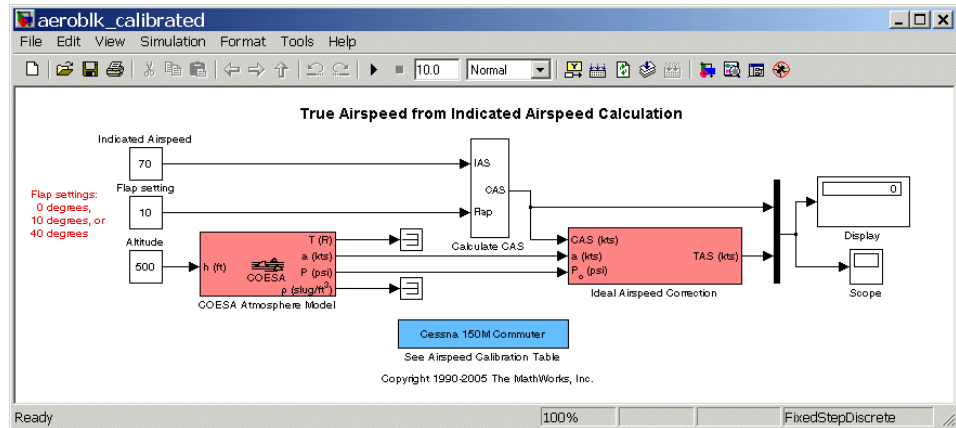 aeroblk_calibrated
File Edit View Simulation Format Tools Help
10.0 Normal
True Airspeed from Indicated Airspeed Calculation
Indicated Airspeed
70
IAS
CAS
Flap
Calculate CAS
Flap settings:
0 degrees,
10 degrees, or
40 degrees
Flap setting
10
Altitude
500
h (ft)
COESA
T (R)
a (kts)
P (psi)
ρ (slug/ft³)
COESA Atmosphere Model
CAS (kts)
a (kts)
P₀ (psi)
TAS (kts)
Ideal Airspeed Correction
0
Display
Scope
Cessna 150M Commuter
See Airspeed Calibration Table
Copyright 1990-2005 The MathWorks, Inc.
Ready 100% FixedStepDiscrete